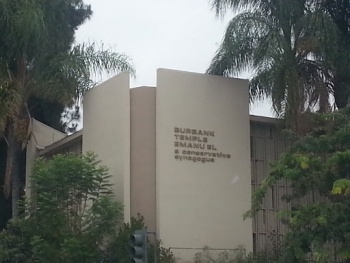 BURBANK
TEMPLE
EMANU EL
a conservative
synagogue